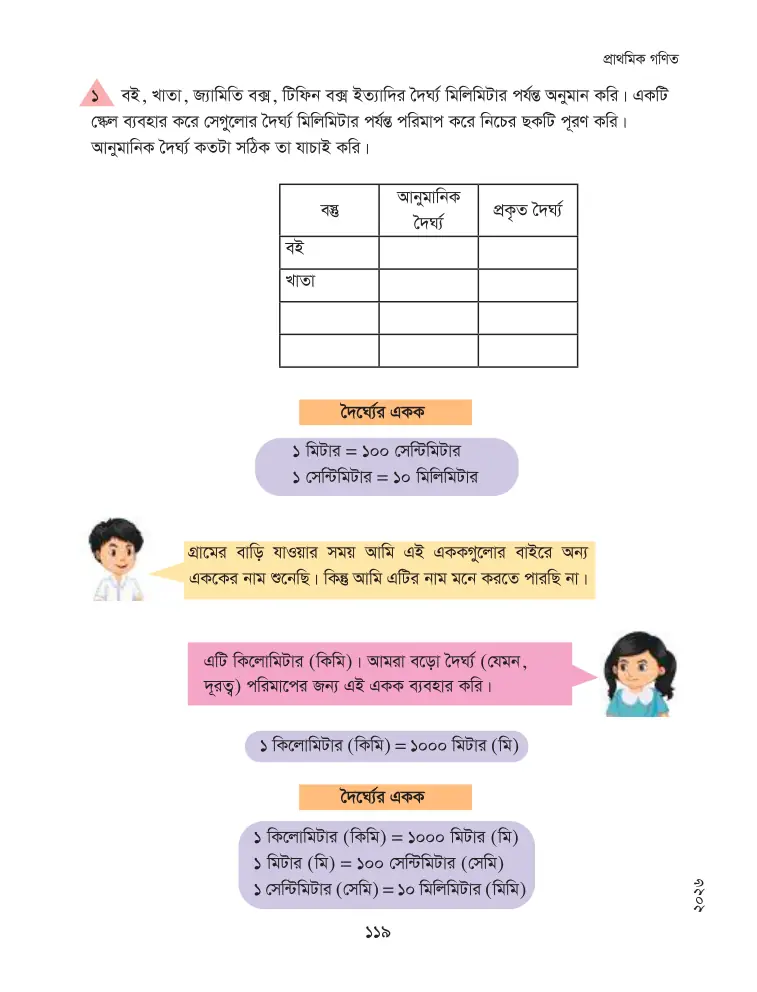 প্রাথমিক গণিত
১ বই, খাতা, জ্যামিতি বক্স, টিফিন বক্স ইত্যাদির দৈর্ঘ্য মিলিমিটার পর্যন্ত অনুমান করি। একটি
স্কেল ব্যবহার করে সেগুলোর দৈর্ঘ্য মিলিমিটার পর্যন্ত পরিমাপ করে নিচের ছকটি পূরণ করি।
আনুমানিক দৈর্ঘ্য কতটা সঠিক তা যাচাই করি।
বস্তু আনুমানিক দৈর্ঘ্য প্রকৃত দৈর্ঘ্য
বই
খাতা
দৈর্ঘ্যের একক
১ মিটার = ১০০ সেন্টিমিটার
১ সেন্টিমিটার = ১০ মিলিমিটার
গ্রামের বাড়ি যাওয়ার সময় আমি এই এককগুলোর বাইরে অন্য
এককের নাম শুনেছি। কিন্তু আমি এটির নাম মনে করতে পারছি না।
এটি কিলোমিটার (কিমি)। আমরা বড়ো দৈর্ঘ্য (যেমন,
দূরত্ব) পরিমাপের জন্য এই একক ব্যবহার করি।
১ কিলোমিটার (কিমি) = ১০০০ মিটার (মি)
দৈর্ঘ্যের একক
১ কিলোমিটার (কিমি) = ১০০০ মিটার (মি)
১ মিটার (মি) = ১০০ সেন্টিমিটার (সেমি)
১ সেন্টিমিটার (সেমি) = ১০ মিলিমিটার (মিমি)
২০২৬
১১৯